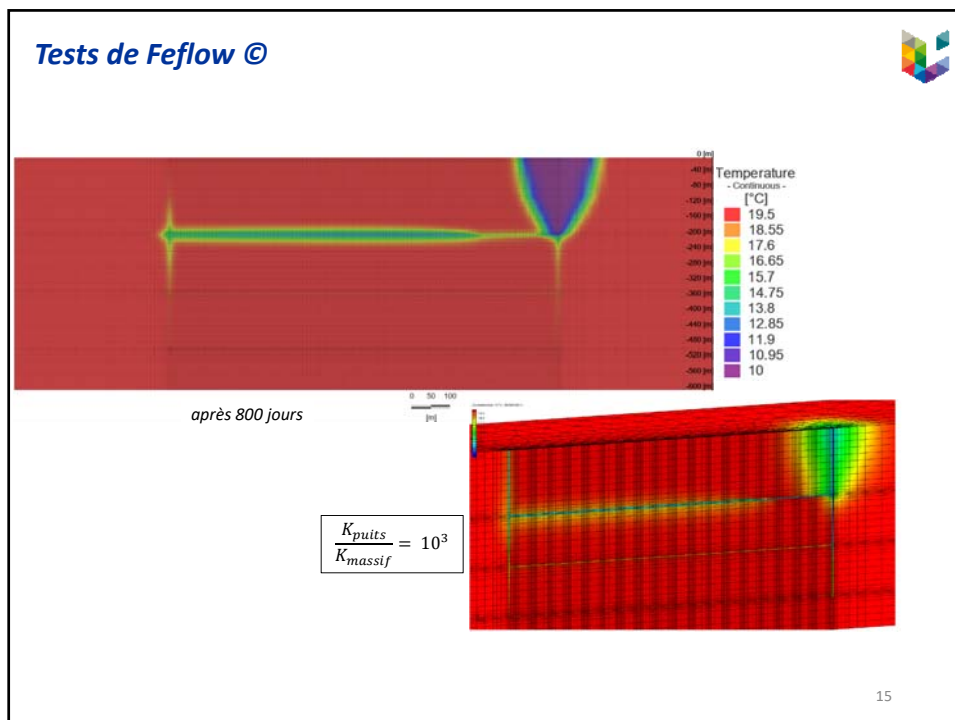 Tests de Feflow ©
0 [m]
-40 [m]
-80 [m]
-120 [m]
-160 [m]
-200 [m]
-240 [m]
-280 [m]
-320 [m]
-360 [m]
-400 [m]
-440 [m]
-480 [m]
-520 [m]
-560 [m]
-600 [m]
Temperature
- Continuous -
[°C]
19.5
18.55
17.6
16.65
15.7
14.75
13.8
12.85
11.9
10.95
10
après 800 jours
0 50 100
[m]
K_puits / K_massif = 10³
15